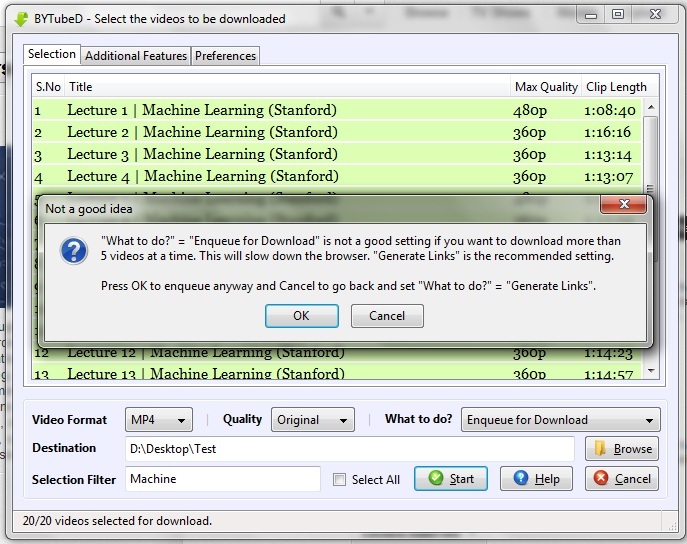 BYTubeD - Select the videos to be downloaded
Selection Additional Features Preferences
S.No Title Max Quality Clip Length
1 Lecture 1 | Machine Learning (Stanford) 480p 1:08:40
2 Lecture 2 | Machine Learning (Stanford) 360p 1:16:16
3 Lecture 3 | Machine Learning (Stanford) 360p 1:13:14
4 Lecture 4 | Machine Learning (Stanford) 360p 1:13:07
Not a good idea
"What to do?" = "Enqueue for Download" is not a good setting if you want to download more than
5 videos at a time. This will slow down the browser. "Generate Links" is the recommended setting.
Press OK to enqueue anyway and Cancel to go back and set "What to do?" = "Generate Links".
OK Cancel
12 Lecture 12 | Machine Learning (Stanford) 360p 1:14:23
13 Lecture 13 | Machine Learning (Stanford) 360p 1:14:57
Video Format MP4 | Quality Original | What to do? Enqueue for Download
Destination D:\Desktop\Test Browse
Selection Filter Machine Select All Start Help Cancel
20/20 videos selected for download.